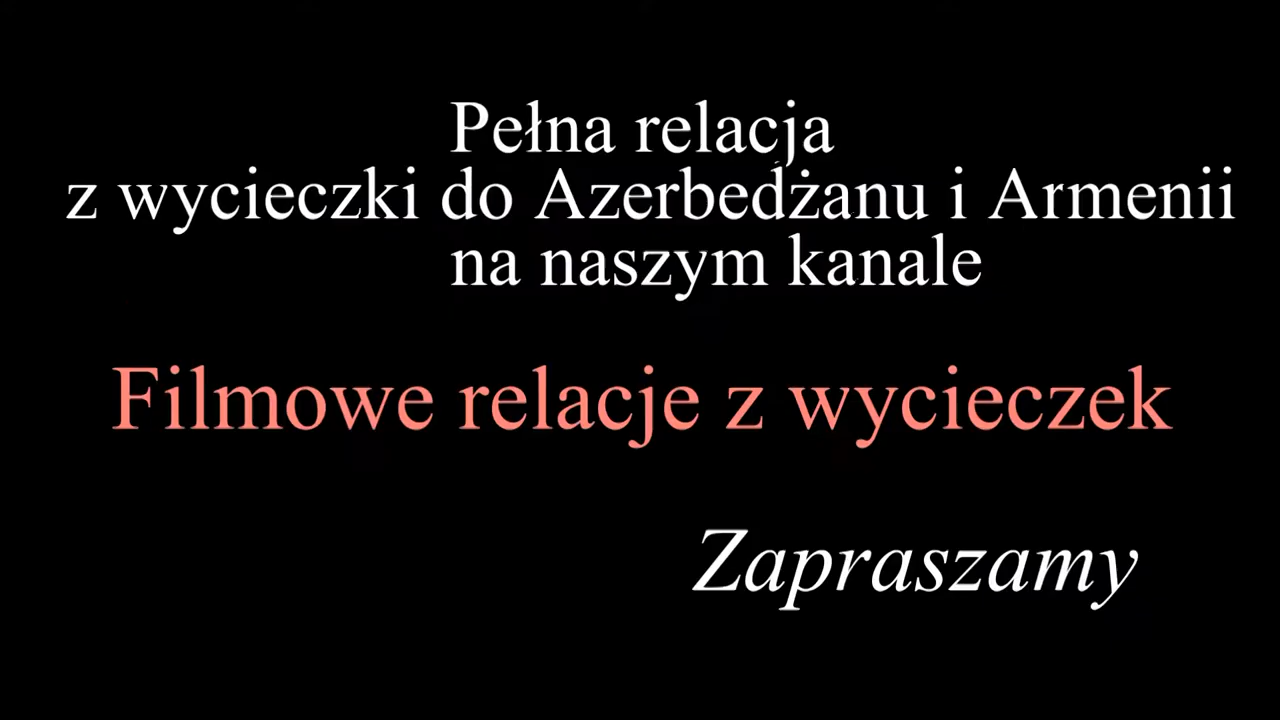 Pełna relacja
z wycieczki do Azerbedżanu i Armenii
na naszym kanale
Filmowe relacje z wycieczek
Zapraszamy